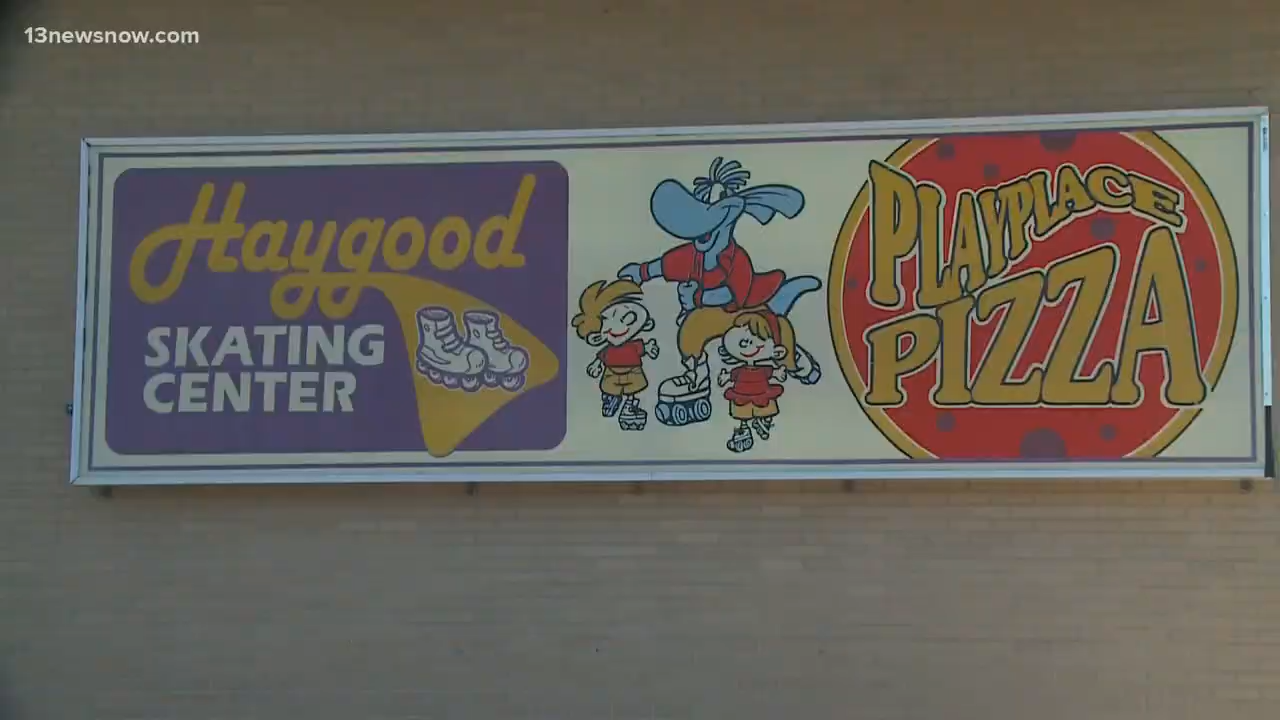 13newsnow.com
Haygood
SKATING
CENTER
PLAYPLACE
PIZZA